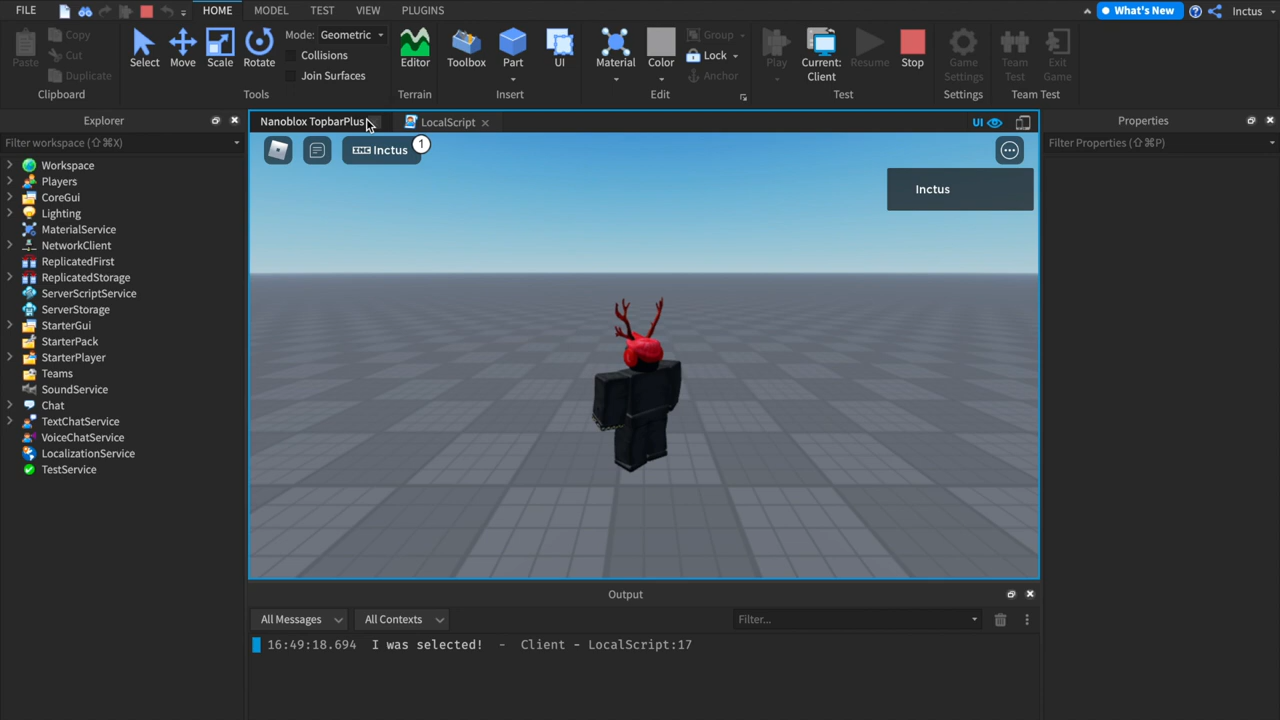 FILE HOME MODEL TEST VIEW PLUGINS What's New Inctus
Paste Copy Cut Duplicate Select Move Scale Rotate Mode: Geometric Collisions Join Surfaces Editor Toolbox Part UI Material Color Group Lock Anchor Play Current: Client Resume Stop Game Settings Team Test Exit Game
Clipboard Tools Terrain Insert Edit Test Settings Team Test
Explorer Nanoblox TopbarPlus LocalScript UI Properties
Filter workspace (⇧⌘X) Filter Properties (⇧⌘P)
INC Inctus 1
Inctus
Workspace
Players
CoreGui
Lighting
MaterialService
NetworkClient
ReplicatedFirst
ReplicatedStorage
ServerScriptService
ServerStorage
StarterGui
StarterPack
StarterPlayer
Teams
SoundService
Chat
TextChatService
VoiceChatService
LocalizationService
TestService
Output
All Messages All Contexts Filter...
16:49:18.694 I was selected! - Client - LocalScript:17